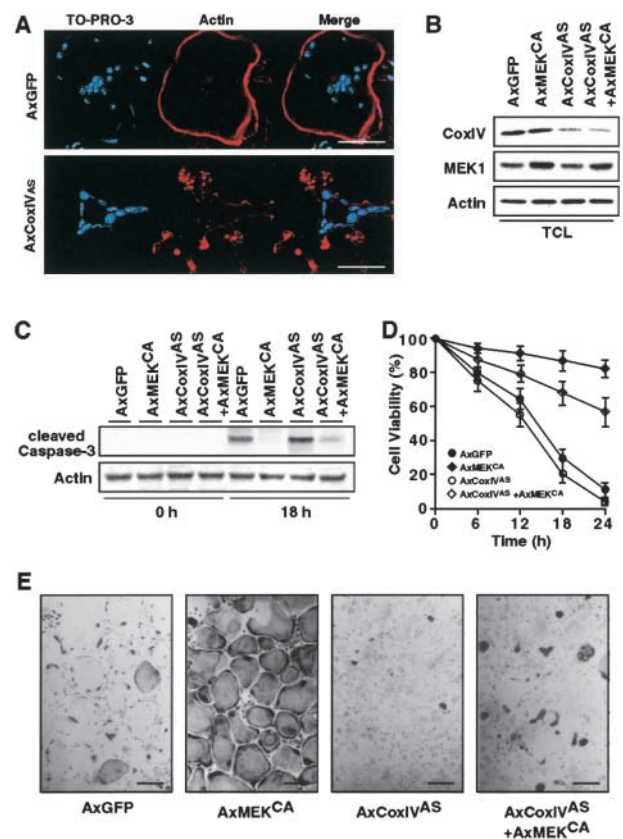 A
TO-PRO-3 Actin Merge
AxGFP
AxCoxIVAS
B
AxGFP
AxMEKCA
AxCoxIVAS
AxCoxIVAS
+AxMEKCA
CoxIV
MEK1
Actin
TCL
C
AxGFP
AxMEKCA
AxCoxIVAS
AxCoxIVAS
+AxMEKCA
AxGFP
AxMEKCA
AxCoxIVAS
AxCoxIVAS
+AxMEKCA
cleaved
Caspase-3
Actin
0 h 18 h
D
Cell Viability (%)
100
80
60
40
20
0
AxGFP
AxMEKCA
AxCoxIVAS
AxCoxIVAS +AxMEKCA
0 6 12 18 24
Time (h)
E
AxGFP AxMEKCA AxCoxIVAS AxCoxIVAS
+AxMEKCA